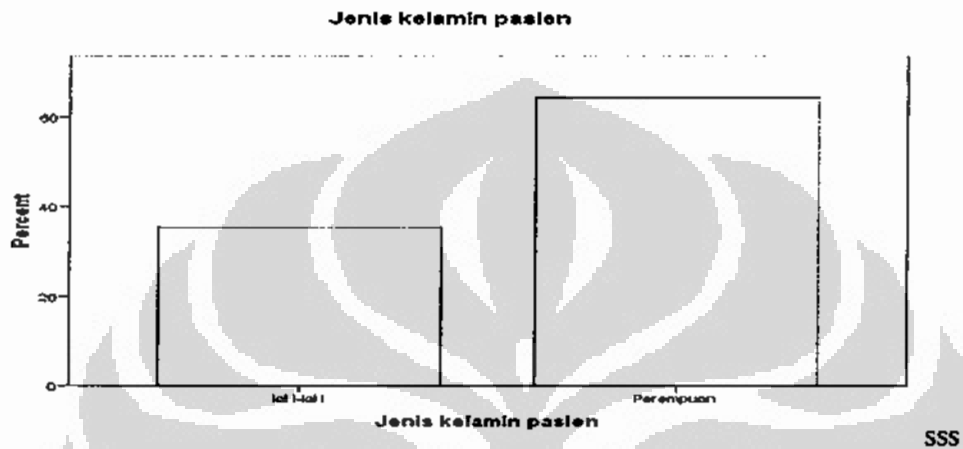 Jenis kelamin pasien
Percent
60
40
20
0
laki-laki
Perempuan
Jenis kelamin pasien
SSS